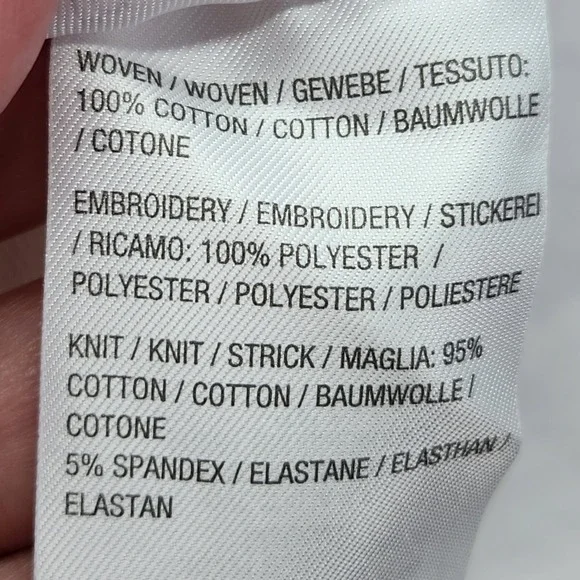 WOVEN / WOVEN / GEWEBE / TESSUTO:
100% COTTON / COTTON / BAUMWOLLE
/ COTONE
EMBROIDERY / EMBROIDERY / STICKEREI
/ RICAMO: 100% POLYESTER /
POLYESTER / POLYESTER / POLIESTERE
KNIT / KNIT / STRICK / MAGLIA: 95%
COTTON / COTTON / BAUMWOLLE /
COTONE
5% SPANDEX / ELASTANE / ELASTHAN /
ELASTAN